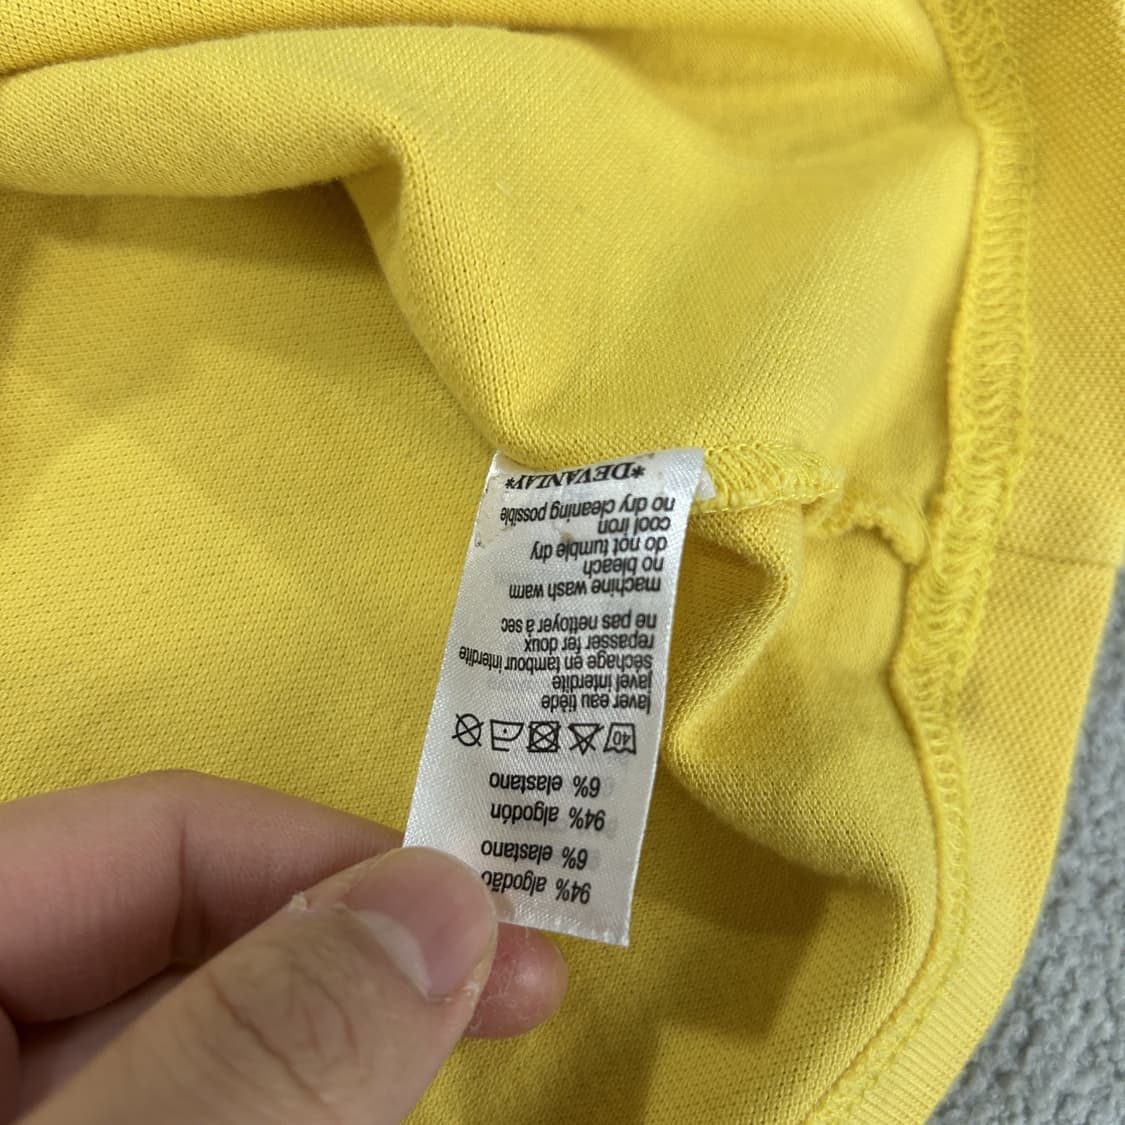 94% algodão
6% elastano
94% algodón
6% elastano
40
laver eau tiède
javel interdite
séchage en tambour interdite
repasser fer doux
ne pas nettoyer à sec
machine wash warm
no bleach
do not tumble dry
cool iron
no dry cleaning possible
*DEVANLAY*